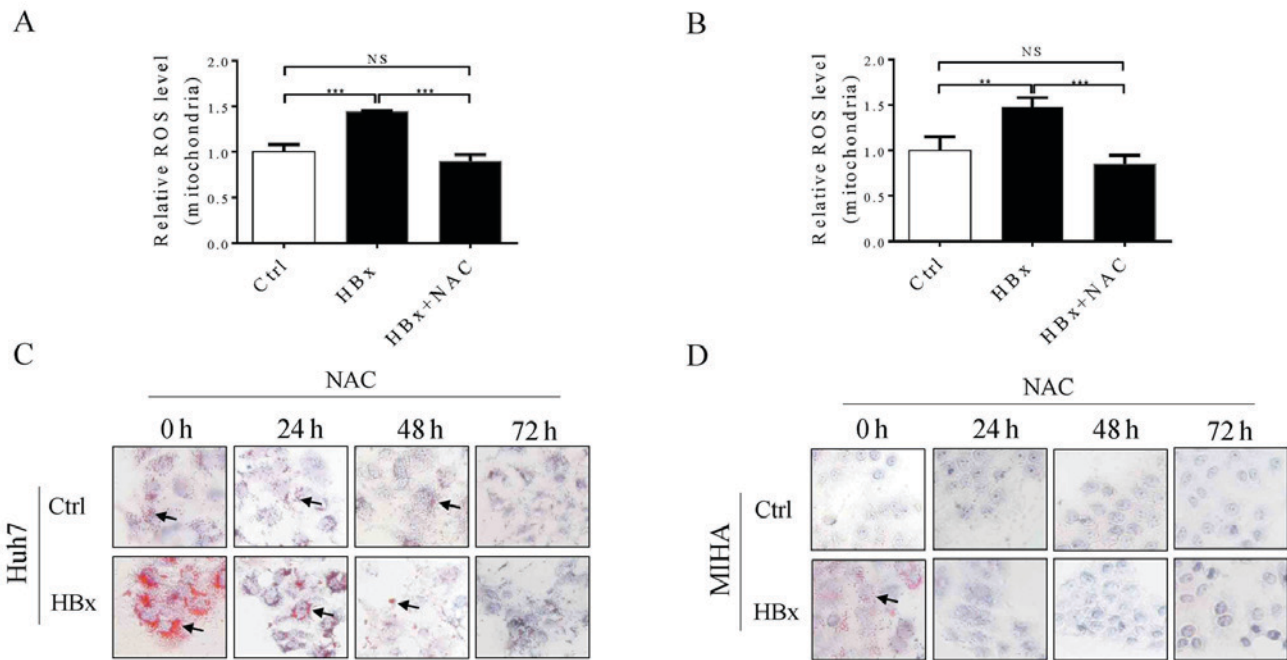 A
Relative ROS level
(mitochondria)
2.0
1.5
1.0
0.5
0.0
NS
***
***
Ctrl
HBx
HBx+NAC
B
Relative ROS level
(mitochondria)
2.0
1.5
1.0
0.5
0.0
NS
**
***
Ctrl
HBx
HBx+NAC
C
NAC
0 h 24 h 48 h 72 h
Huh7
Ctrl
HBx
D
NAC
0 h 24 h 48 h 72 h
MIHA
Ctrl
HBx